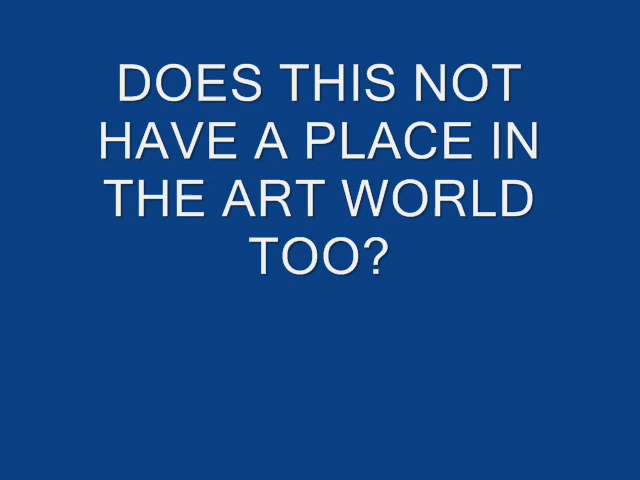 DOES THIS NOT
HAVE A PLACE IN
THE ART WORLD
TOO?